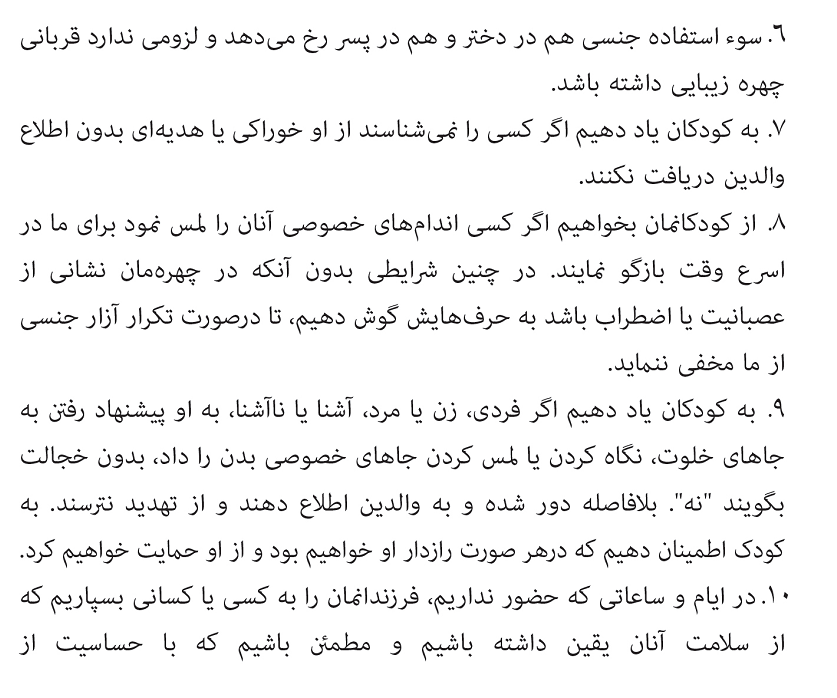 ٦. سوء استفاده جنسی هم در دختر و هم در پسر رخ می‌دهد و لزومی ندارد قربانی
چهره زیبایی داشته باشد.
٧. به کودکان یاد دهیم اگر کسی را نمی‌شناسند از او خوراکی یا هدیه‌ای بدون اطلاع
والدین دریافت نکنند.
٨. از کودکانمان بخواهیم اگر کسی اندام‌های خصوصی آنان را لمس نمود برای ما در
اسرع وقت بازگو نمایند. در چنین شرایطی بدون آنکه در چهره‌مان نشانی از
عصبانیت یا اضطراب باشد به حرف‌هایش گوش دهیم، تا درصورت تکرار آزار جنسی
از ما مخفی ننماید.
٩. به کودکان یاد دهیم اگر فردی، زن یا مرد، آشنا یا ناآشنا، به او پیشنهاد رفتن به
جاهای خلوت، نگاه کردن یا لمس کردن جاهای خصوصی بدن را داد، بدون خجالت
بگویند "نه". بلافاصله دور شده و به والدین اطلاع دهند و از تهدید نترسند. به
کودک اطمینان دهیم که درهر صورت رازدار او خواهیم بود و از او حمایت خواهیم کرد.
١٠. در ایام و ساعاتی که حضور نداریم، فرزندانمان را به کسی یا کسانی بسپاریم که
از سلامت آنان یقین داشته باشیم و مطمئن باشیم که با حساسیت از